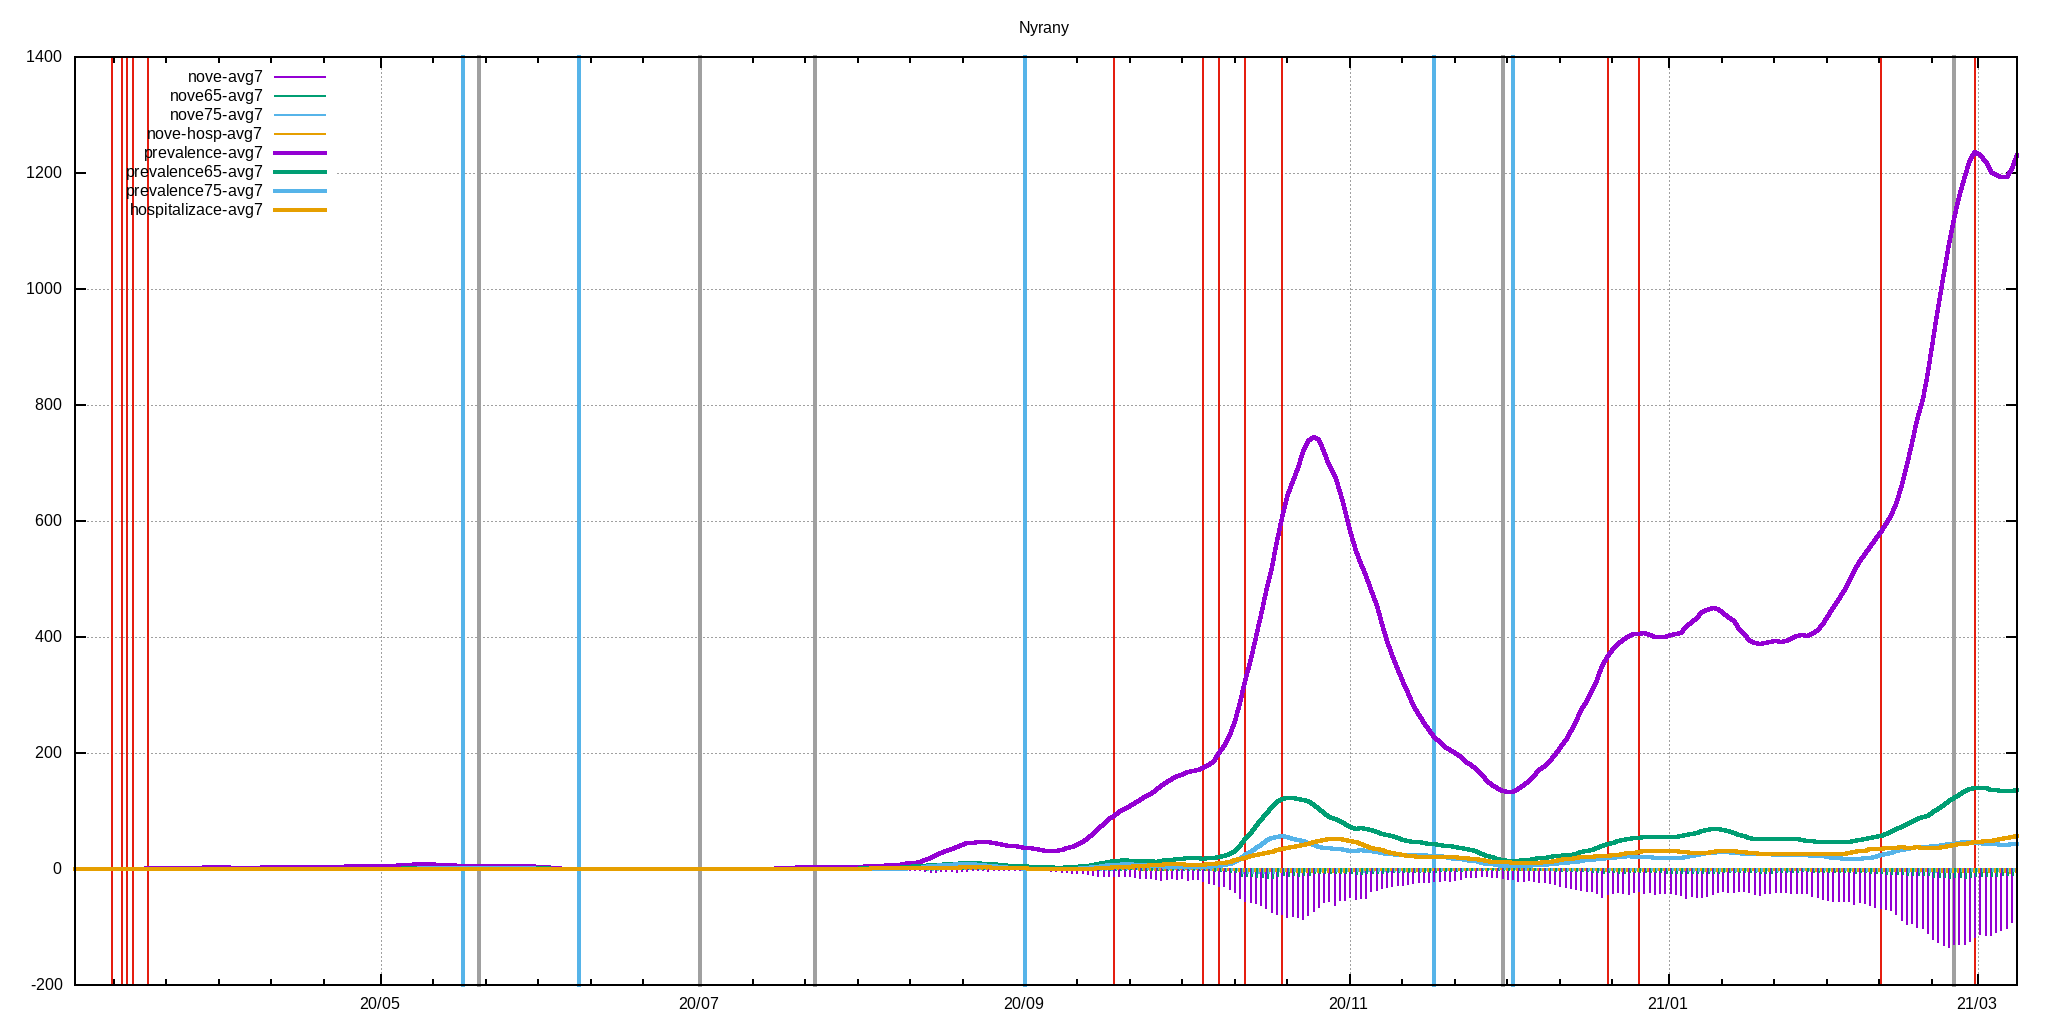 Nyrany
1400
1200
1000
800
600
400
200
0
-200
nove-avg7
nove65-avg7
nove75-avg7
nove-hosp-avg7
prevalence-avg7
prevalence65-avg7
prevalence75-avg7
hospitalizace-avg7
20/05
20/07
20/09
20/11
21/01
21/03